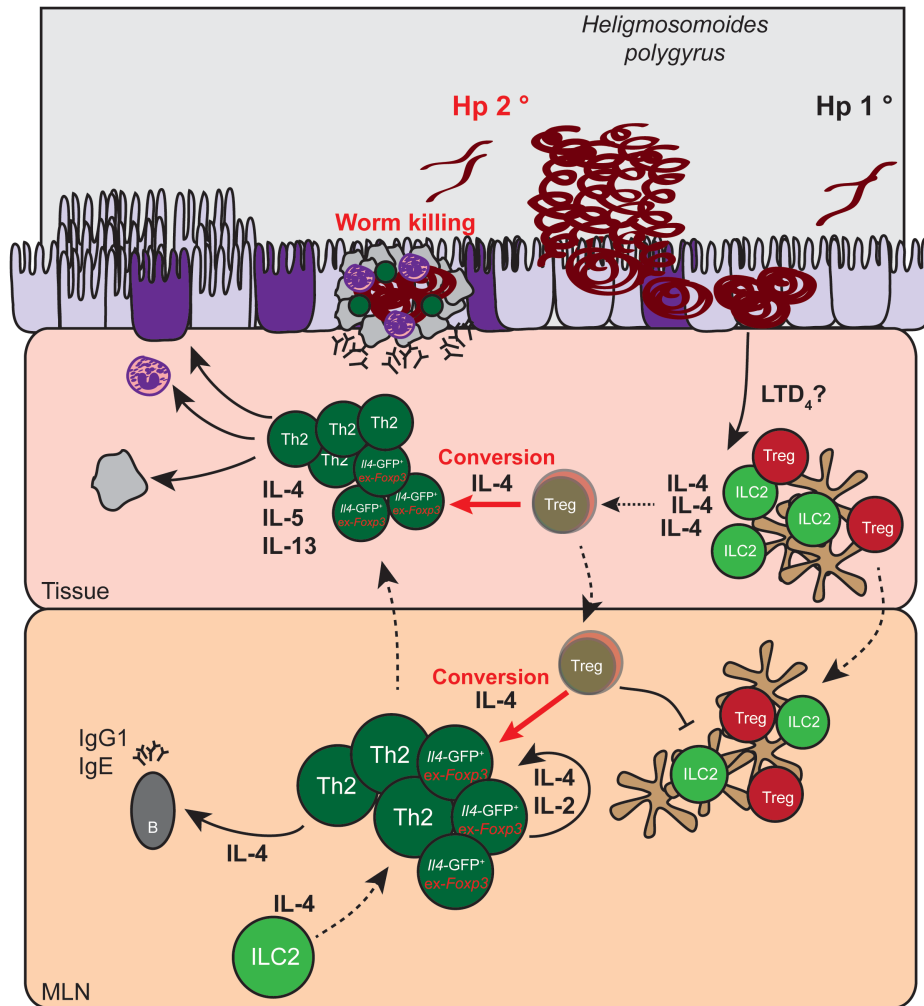 Heligmosomoides
polygyrus
Hp 2 °
Hp 1 °
Worm killing
LTD₄?
Th2
Th2
Th2
Th2
Il4-GFP⁺
ex-Foxp3
Il4-GFP⁺
ex-Foxp3
Il4-GFP⁺
ex-Foxp3
IL-4
IL-5
IL-13
Conversion
IL-4
Treg
IL-4
IL-4
IL-4
Treg
ILC2
ILC2
ILC2
Treg
Tissue
Treg
Conversion
IL-4
Treg
ILC2
ILC2
Treg
Th2
Th2
Th2
Il4-GFP⁺
ex-Foxp3
Il4-GFP⁺
ex-Foxp3
Il4-GFP⁺
ex-Foxp3
IL-4
IL-2
IgG1
IgE
B
IL-4
IL-4
ILC2
MLN